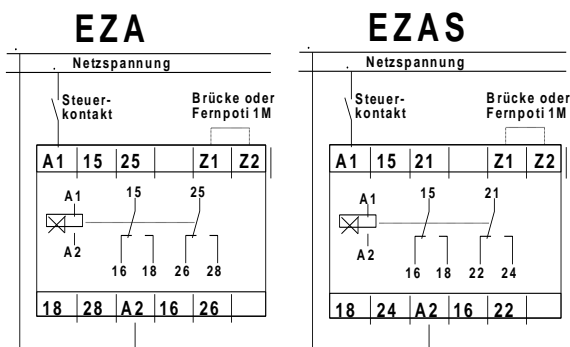 EZA
Netzspannung
Steuer-
kontakt
Brücke oder
Fernpoti 1M
A1 15 25 Z1 Z2
A1
15
25
A2
16 18 26 28
18 28 A2 16 26
EZAS
Netzspannung
Steuer-
kontakt
Brücke oder
Fernpoti 1M
A1 15 21 Z1 Z2
A1
15
21
A2
16 18 22 24
18 24 A2 16 22